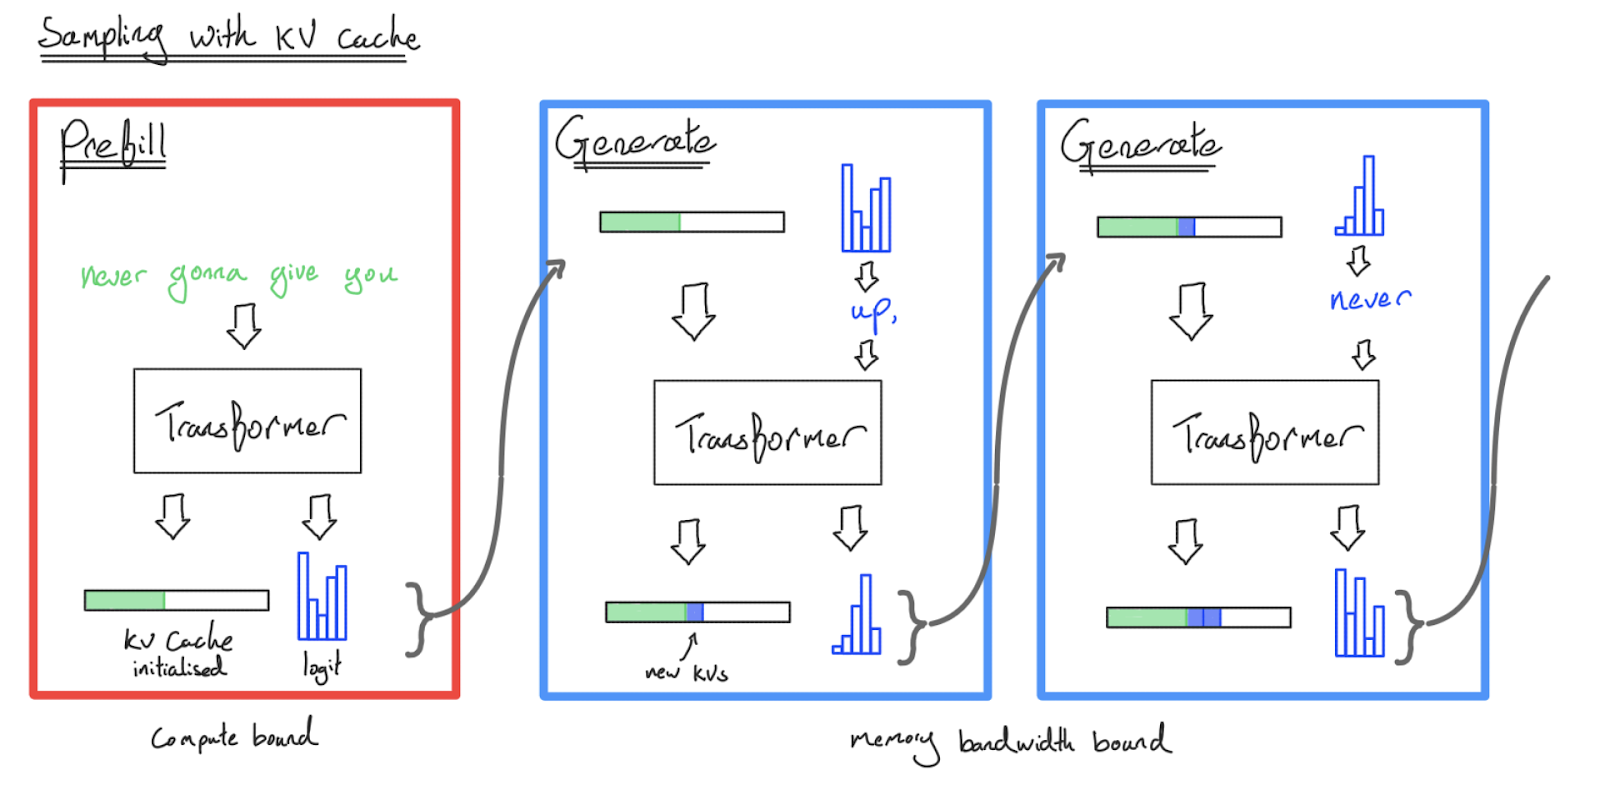 Sampling with KV Cache
Prefill
never gonna give you
Transformer
KV Cache
initialised
logit
Compute bound
Generate
up,
Transformer
new KVs
Generate
never
Transformer
memory bandwidth bound